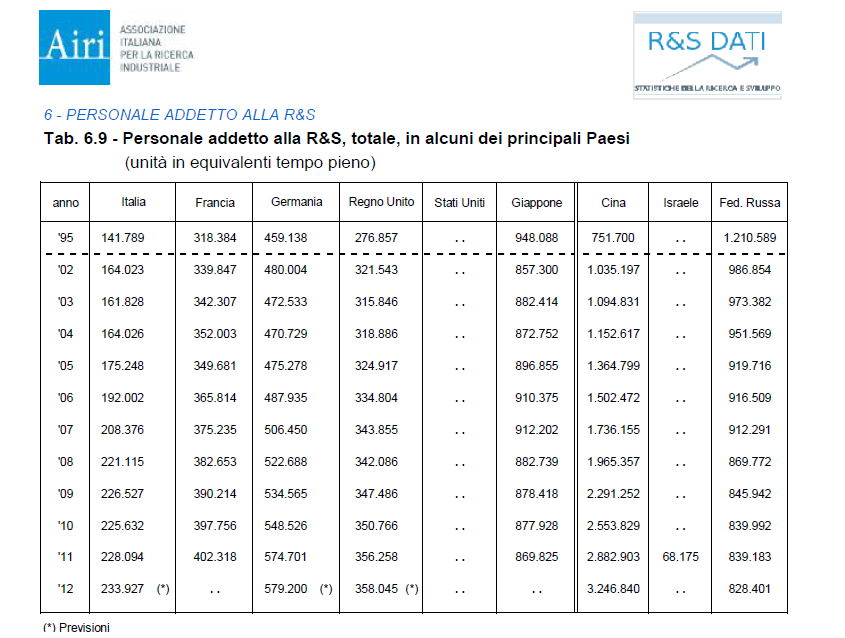 Airi
ASSOCIAZIONE
ITALIANA
PER LA RICERCA
INDUSTRIALE
R&S DATI
STATISTICHE DELLA RICERCA E SVILUPPO
6 - PERSONALE ADDETTO ALLA R&S
Tab. 6.9 - Personale addetto alla R&S, totale, in alcuni dei principali Paesi
(unità in equivalenti tempo pieno)
anno Italia Francia Germania Regno Unito Stati Uniti Giappone Cina Israele Fed. Russa
'95 141.789 318.384 459.138 276.857 . . 948.088 751.700 . . 1.210.589
'02 164.023 339.847 480.004 321.543 . . 857.300 1.035.197 . . 986.854
'03 161.828 342.307 472.533 315.846 . . 882.414 1.094.831 . . 973.382
'04 164.026 352.003 470.729 318.886 . . 872.752 1.152.617 . . 951.569
'05 175.248 349.681 475.278 324.917 . . 896.855 1.364.799 . . 919.716
'06 192.002 365.814 487.935 334.804 . . 910.375 1.502.472 . . 916.509
'07 208.376 375.235 506.450 343.855 . . 912.202 1.736.155 . . 912.291
'08 221.115 382.653 522.688 342.086 . . 882.739 1.965.357 . . 869.772
'09 226.527 390.214 534.565 347.486 . . 878.418 2.291.252 . . 845.942
'10 225.632 397.756 548.526 350.766 . . 877.928 2.553.829 . . 839.992
'11 228.094 402.318 574.701 356.258 . . 869.825 2.882.903 68.175 839.183
'12 233.927 (*) . . 579.200 (*) 358.045 (*) . . . . 3.246.840 . . 828.401
(*) Previsioni